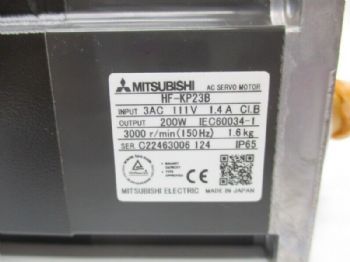 MITSUBISHI AC SERVO MOTOR
HF-KP23B
INPUT 3AC 111V 1.4A Cl.B
OUTPUT 200W IEC60034-1
3000 r/min(150Hz) 1.6kg
SER. C22463006 124 IP65
MITSUBISHI ELECTRIC MADE IN JAPAN